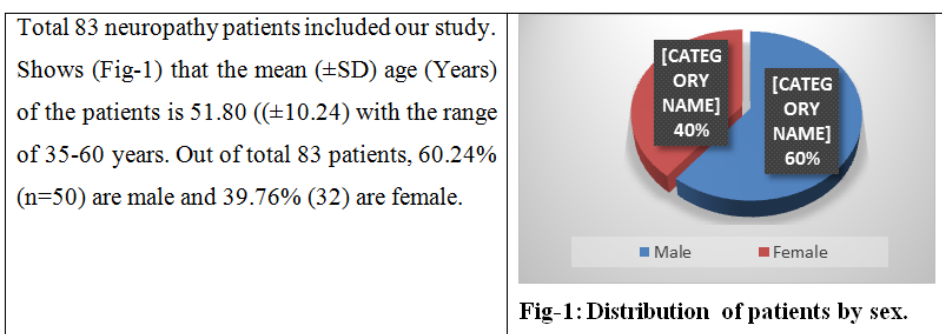 Total 83 neuropathy patients included our study.
Shows (Fig-1) that the mean (±SD) age (Years)
of the patients is 51.80 ((±10.24) with the range
of 35-60 years. Out of total 83 patients, 60.24%
(n=50) are male and 39.76% (32) are female.
[CATEG
ORY
NAME]
40%
[CATEG
ORY
NAME]
60%
Male Female
Fig-1: Distribution of patients by sex.